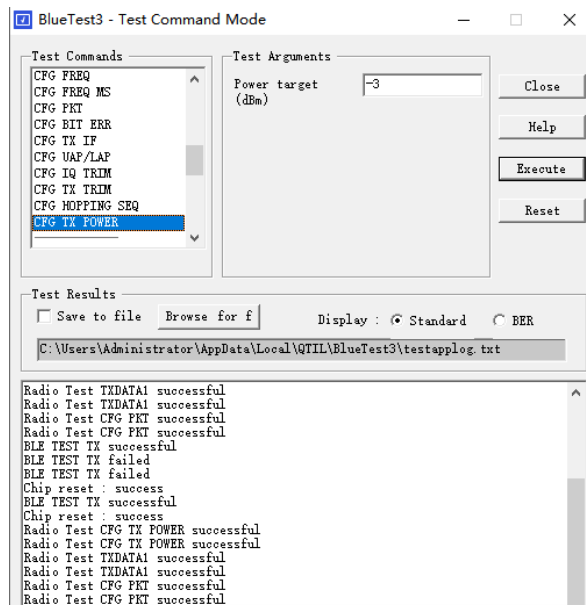 BlueTest3 - Test Command Mode
Test Commands
CFG FREQ
CFG FREQ MS
CFG PKT
CFG BIT ERR
CFG TX IF
CFG UAP/LAP
CFG IQ TRIM
CFG TX TRIM
CFG HOPPING SEQ
CFG TX POWER
Test Arguments
Power target
(dBm)
-3
Close
Help
Execute
Reset
Test Results
Save to file
Browse for f
Display :
Standard
BER
C:\Users\Administrator\AppData\Local\QTIL\BlueTest3\testapplog.txt
Radio Test TXDATA1 successful
Radio Test TXDATA1 successful
Radio Test CFG PKT successful
Radio Test CFG PKT successful
BLE TEST TX successful
BLE TEST TX failed
BLE TEST TX failed
Chip reset : success
BLE TEST TX successful
Chip reset : success
Radio Test CFG TX POWER successful
Radio Test CFG TX POWER successful
Radio Test TXDATA1 successful
Radio Test TXDATA1 successful
Radio Test CFG PKT successful
Radio Test CFG PKT successful